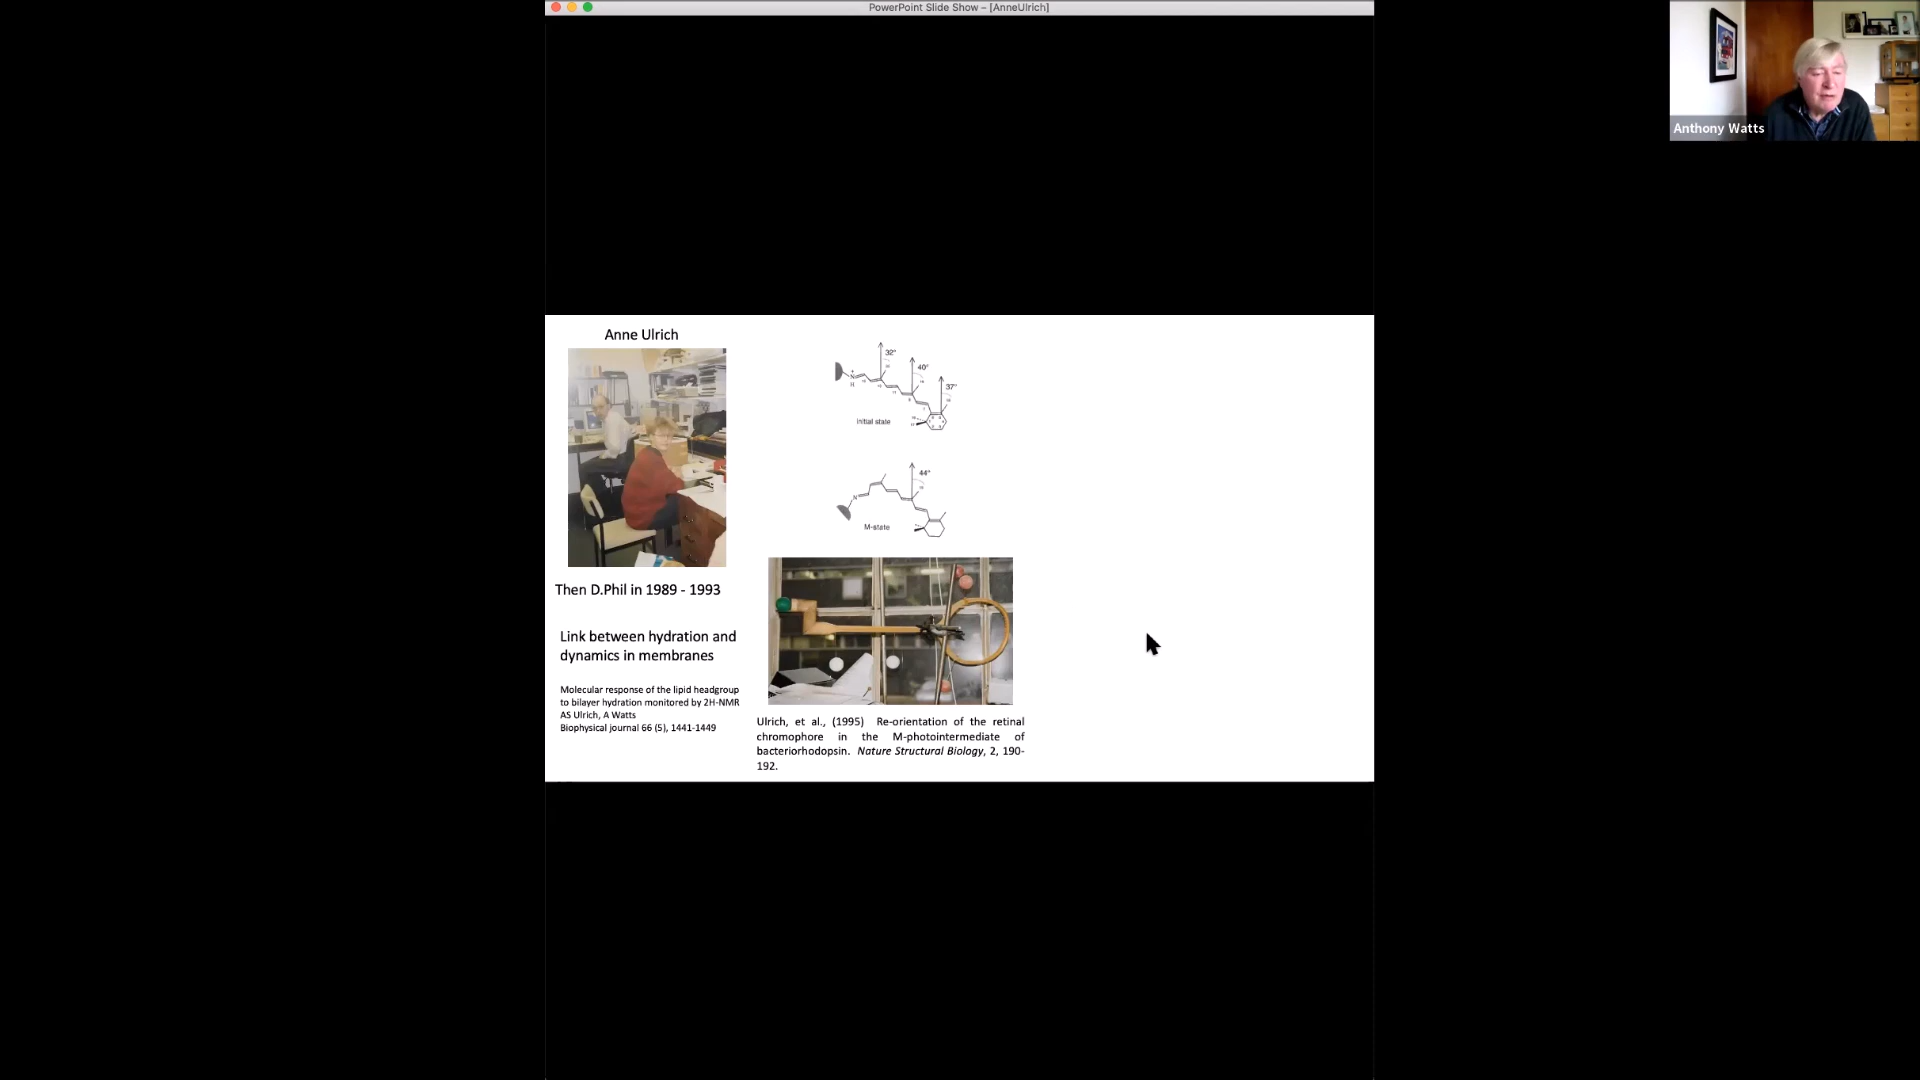 PowerPoint Slide Show – [AnneUlrich]
Anthony Watts
Anne Ulrich
Then D.Phil in 1989 - 1993
Link between hydration and
dynamics in membranes
Molecular response of the lipid headgroup
to bilayer hydration monitored by 2H-NMR
AS Ulrich, A Watts
Biophysical journal 66 (5), 1441-1449
32°
40°
37°
N
H
initial state
44°
N
M-state
Ulrich, et al., (1995) Re-orientation of the retinal
chromophore in the M-photointermediate of
bacteriorhodopsin. Nature Structural Biology, 2, 190-
192.